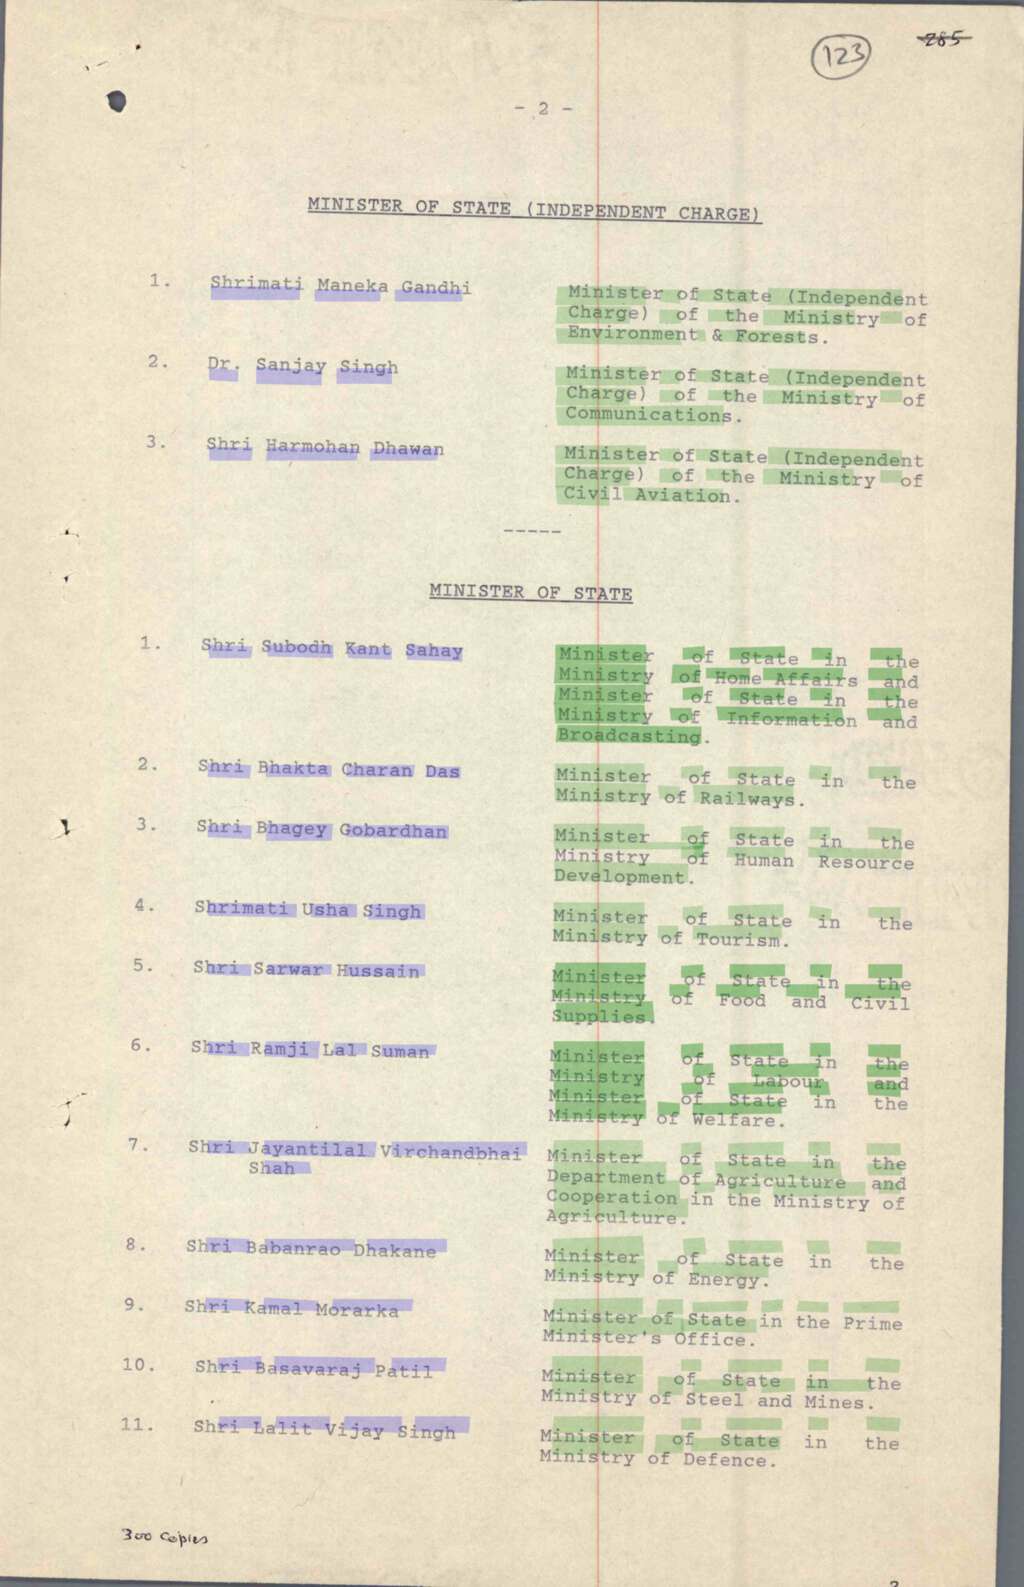 123
285
- 2 -
MINISTER OF STATE (INDEPENDENT CHARGE)
1. Shrimati Maneka Gandhi
Minister of State (Independent
Charge) of the Ministry of
Environment & Forests.
2. Dr. Sanjay Singh
Minister of State (Independent
Charge) of the Ministry of
Communications.
3. Shri Harmohan Dhawan
Minister of State (Independent
Charge) of the Ministry of
Civil Aviation.
-----
MINISTER OF STATE
1. Shri Subodh Kant Sahay
Minister of State in the
Ministry of Home Affairs and
Minister of State in the
Ministry of Information and
Broadcasting.
2. Shri Bhakta Charan Das
Minister of State in the
Ministry of Railways.
3. Shri Bhagey Gobardhan
Minister of State in the
Ministry of Human Resource
Development.
4. Shrimati Usha Singh
Minister of State in the
Ministry of Tourism.
5. Shri Sarwar Hussain
Minister of State in the
Ministry of Food and Civil
Supplies.
6. Shri Ramji Lal Suman
Minister of State in the
Ministry of Labour and
Minister of State in the
Ministry of Welfare.
7. Shri Jayantilal Virchandbhai
Shah
Minister of State in the
Department of Agriculture and
Cooperation in the Ministry of
Agriculture.
8. Shri Babanrao Dhakane
Minister of State in the
Ministry of Energy.
9. Shri Kamal Morarka
Minister of State in the Prime
Minister's Office.
10. Shri Basavaraj Patil
Minister of State in the
Ministry of Steel and Mines.
11. Shri Lalit Vijay Singh
Minister of State in the
Ministry of Defence.
300 Copies